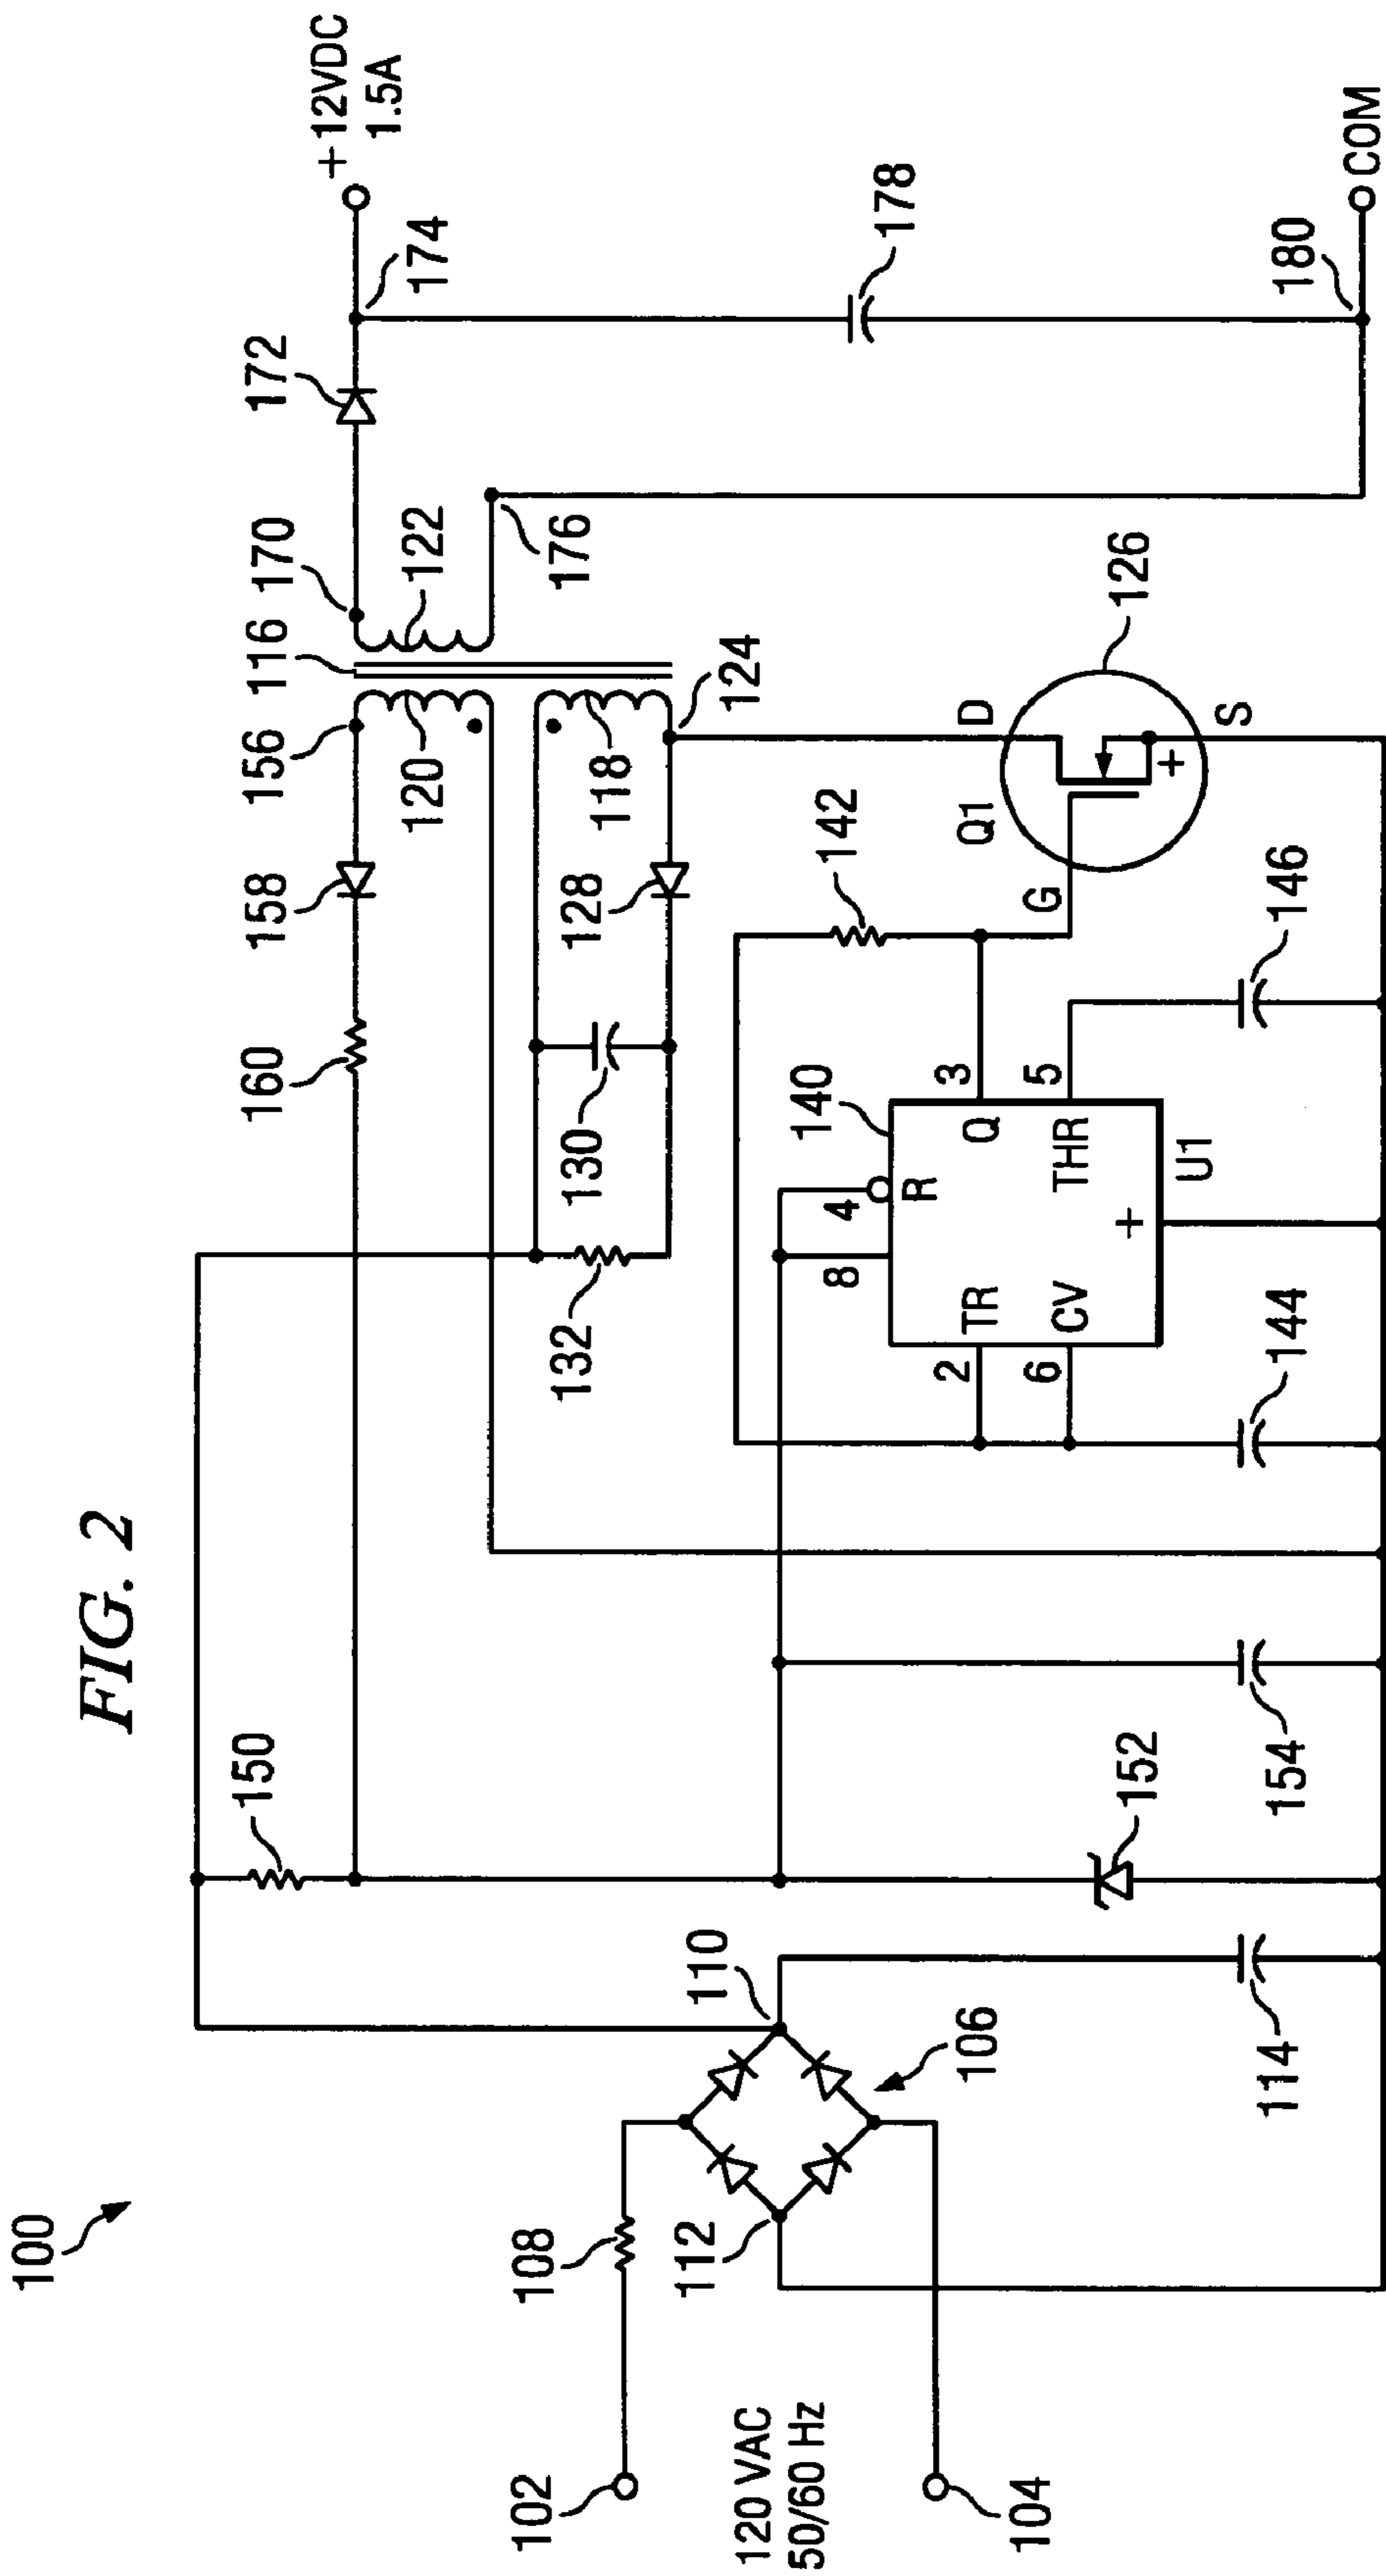 FIG. 2
100
102
120 VAC
50/60 Hz
104
108
112
110
106
114
150
152
154
160
158
156
116
170
172
+12VDC
1.5A
174
120
122
176
132
130
128
118
124
178
180
COM
140
142
144
146
126
Q1
D
G
S
8
4
R
2
TR
6
CV
3
Q
5
THR
+
U1
+